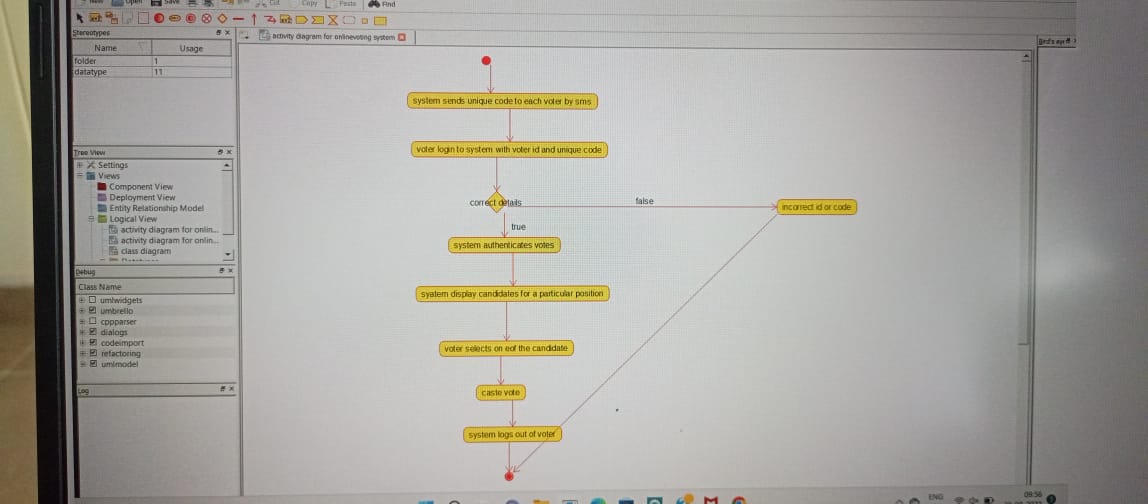 Open
Save
Cut
Copy
Paste
Find
Stereotypes
Name Usage
folder 1
datatype 11
Tree View
Settings
Views
Component View
Deployment View
Entity Relationship Model
Logical View
activity diagram for onlin...
activity diagram for onlin...
class diagram
Debug
Class Name
umlwidgets
umbrello
cppparser
dialogs
codeimport
refactoring
umlmodel
Log
activity diagram for onlinevoting system
Bird's eye
system sends unique code to each voter by sms
voter login to system with voter id and unique code
correct details
false
incorrect id or code
true
system authenticates votes
system display candidates for a particular position
voter selects on eof the candidate
caste vote
system logs out of voter
ENG
09:56